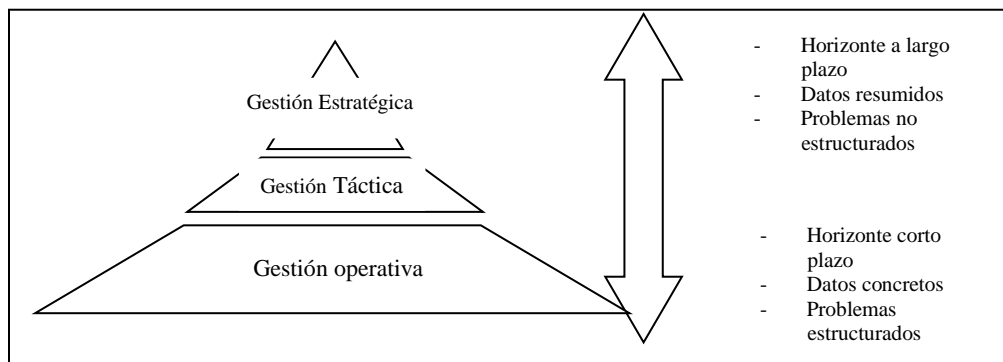 Gestión Estratégica
Gestión Táctica
Gestión operativa
- Horizonte a largo
plazo
- Datos resumidos
- Problemas no
estructurados
- Horizonte corto
plazo
- Datos concretos
- Problemas
estructurados